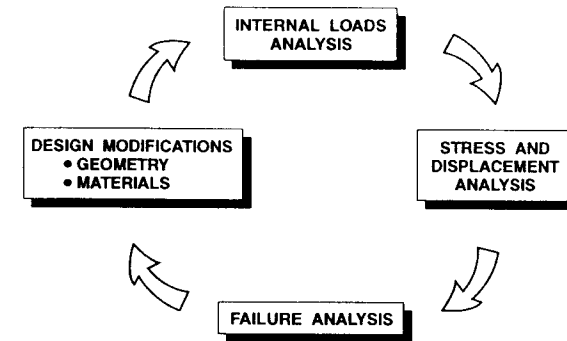 INTERNAL LOADS
ANALYSIS
STRESS AND
DISPLACEMENT
ANALYSIS
FAILURE ANALYSIS
DESIGN MODIFICATIONS
• GEOMETRY
• MATERIALS